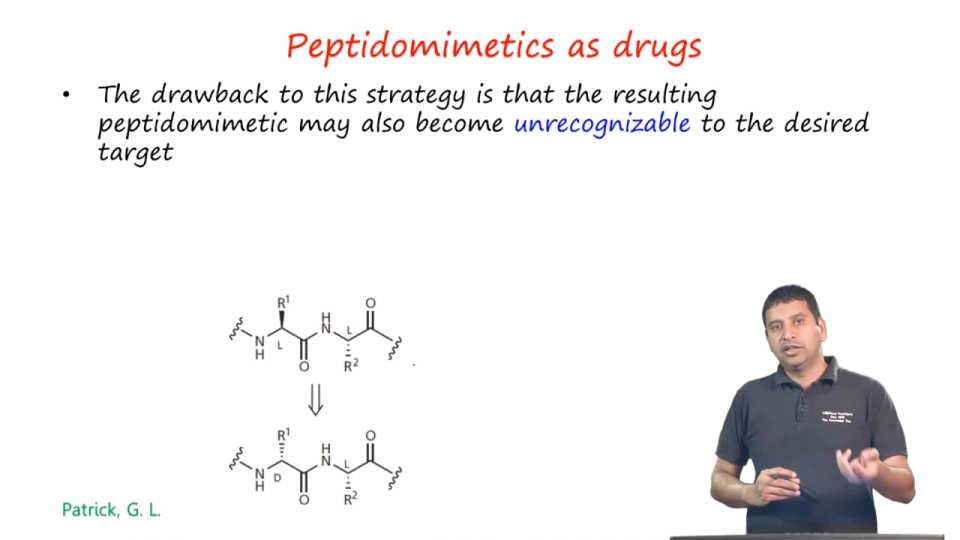 Peptidomimetics as drugs
• The drawback to this strategy is that the resulting
peptidomimetic may also become unrecognizable to the desired
target
R¹
O
H
N
L
N
H
L
O
R²
R¹
O
H
N
L
N
H
D
O
R²
Patrick, G. L.